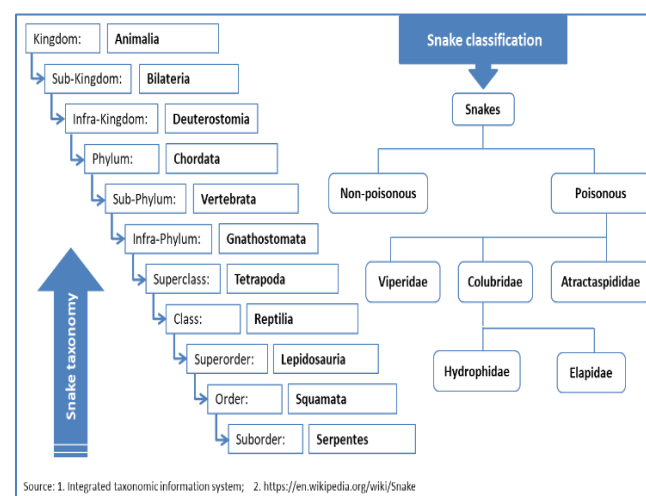 Kingdom: Animalia
Sub-Kingdom: Bilateria
Infra-Kingdom: Deuterostomia
Phylum: Chordata
Sub-Phylum: Vertebrata
Infra-Phylum: Gnathostomata
Superclass: Tetrapoda
Class: Reptilia
Superorder: Lepidosauria
Order: Squamata
Suborder: Serpentes
Snake taxonomy
Snake classification
Snakes
Non-poisonous Poisonous
Viperidae Colubridae Atractaspididae
Hydrophidae Elapidae
Source: 1. Integrated taxonomic information system; 2. https://en.wikipedia.org/wiki/Snake